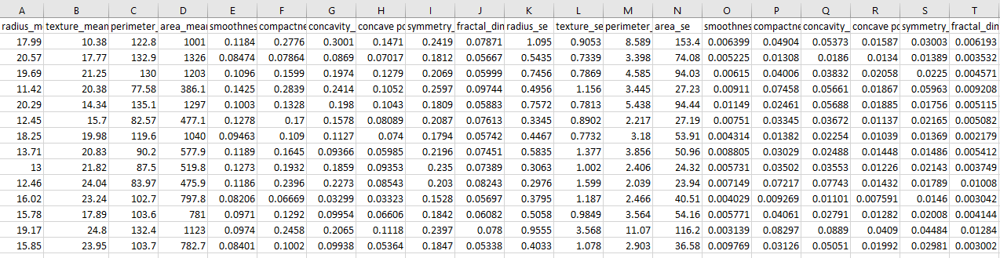 A B C D E F G H I J K L M N O P Q R S T
radius_m texture_mean perimeter_ area_mean smoothnes compactne concavity_ concave po symmetry_ fractal_din radius_se texture_se perimeter_ area_se smoothnes compactne concavity_ concave po symmetry_ fractal_din
17.99 10.38 122.8 1001 0.1184 0.2776 0.3001 0.1471 0.2419 0.07871 1.095 0.9053 8.589 153.4 0.006399 0.04904 0.05373 0.01587 0.03003 0.006193
20.57 17.77 132.9 1326 0.08474 0.07864 0.0869 0.07017 0.1812 0.05667 0.5435 0.7339 3.398 74.08 0.005225 0.01308 0.0186 0.0134 0.01389 0.003532
19.69 21.25 130 1203 0.1096 0.1599 0.1974 0.1279 0.2069 0.05999 0.7456 0.7869 4.585 94.03 0.00615 0.04006 0.03832 0.02058 0.0225 0.004571
11.42 20.38 77.58 386.1 0.1425 0.2839 0.2414 0.1052 0.2597 0.09744 0.4956 1.156 3.445 27.23 0.00911 0.07458 0.05661 0.01867 0.05963 0.009208
20.29 14.34 135.1 1297 0.1003 0.1328 0.198 0.1043 0.1809 0.05883 0.7572 0.7813 5.438 94.44 0.01149 0.02461 0.05688 0.01885 0.01756 0.005115
12.45 15.7 82.57 477.1 0.1278 0.17 0.1578 0.08089 0.2087 0.07613 0.3345 0.8902 2.217 27.19 0.00751 0.03345 0.03672 0.01137 0.02165 0.005082
18.25 19.98 119.6 1040 0.09463 0.109 0.1127 0.074 0.1794 0.05742 0.4467 0.7732 3.18 53.91 0.004314 0.01382 0.02254 0.01039 0.01369 0.002179
13.71 20.83 90.2 577.9 0.1189 0.1645 0.09366 0.05985 0.2196 0.07451 0.5835 1.377 3.856 50.96 0.008805 0.03029 0.02488 0.01448 0.01486 0.005412
13 21.82 87.5 519.8 0.1273 0.1932 0.1859 0.09353 0.235 0.07389 0.3063 1.002 2.406 24.32 0.005731 0.03502 0.03553 0.01226 0.02143 0.003749
12.46 24.04 83.97 475.9 0.1186 0.2396 0.2273 0.08543 0.203 0.08243 0.2976 1.599 2.039 23.94 0.007149 0.07217 0.07743 0.01432 0.01789 0.01008
16.02 23.24 102.7 797.8 0.08206 0.06669 0.03299 0.03323 0.1528 0.05697 0.3795 1.187 2.466 40.51 0.004029 0.009269 0.01101 0.007591 0.0146 0.003042
15.78 17.89 103.6 781 0.0971 0.1292 0.09954 0.06606 0.1842 0.06082 0.5058 0.9849 3.564 54.16 0.005771 0.04061 0.02791 0.01282 0.02008 0.004144
19.17 24.8 132.4 1123 0.0974 0.2458 0.2065 0.1118 0.2397 0.078 0.9555 3.568 11.07 116.2 0.003139 0.08297 0.0889 0.0409 0.04484 0.01284
15.85 23.95 103.7 782.7 0.08401 0.1002 0.09938 0.05364 0.1847 0.05338 0.4033 1.078 2.903 36.58 0.009769 0.03126 0.05051 0.01992 0.02981 0.003002